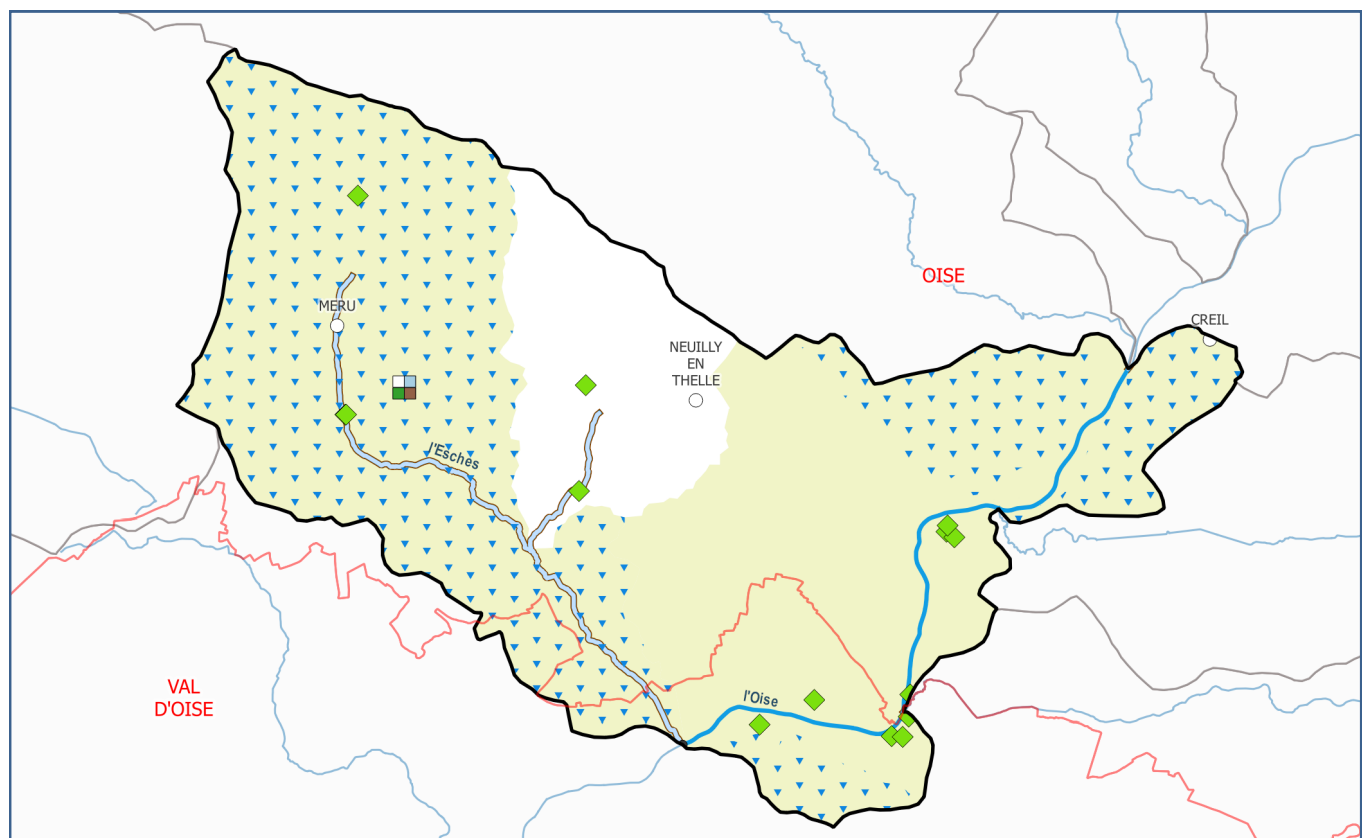 OISE
MERU
CREIL
NEUILLY
EN
THELLE
l'Esches
VAL
D'OISE
l'Oise